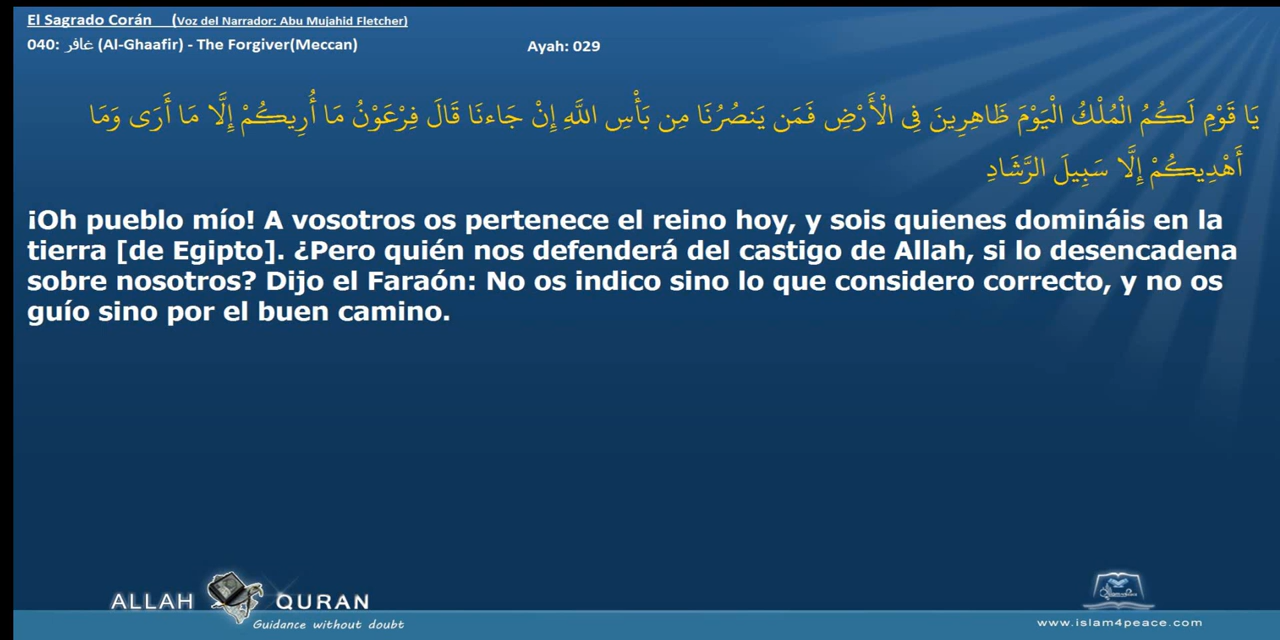 El Sagrado Corán (Voz del Narrador: Abu Mujahid Fletcher)
040: غافر (Al-Ghaafir) - The Forgiver(Meccan) Ayah: 029
يَا قَوْمِ لَكُمُ الْمُلْكُ الْيَوْمَ ظَاهِرِينَ فِي الْأَرْضِ فَمَن يَنصُرُنَا مِن بَأْسِ اللَّهِ إِنْ جَاءنَا قَالَ فِرْعَوْنُ مَا أُرِيكُمْ إِلَّا مَا أَرَى وَمَا
أَهْدِيكُمْ إِلَّا سَبِيلَ الرَّشَادِ
¡Oh pueblo mío! A vosotros os pertenece el reino hoy, y sois quienes domináis en la
tierra [de Egipto]. ¿Pero quién nos defenderá del castigo de Allah, si lo desencadena
sobre nosotros? Dijo el Faraón: No os indico sino lo que considero correcto, y no os
guío sino por el buen camino.
ALLAH QURAN
Guidance without doubt
www.islam4peace.com